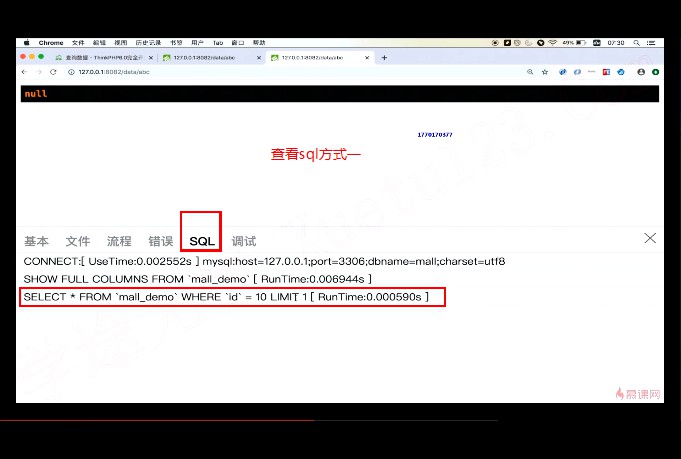 Chrome 文件 编辑 视图 历史记录 书签 用户 Tab 窗口 帮助 49% 07:30
查询数据 - ThinkPHP6.0完全开 127.0.0.1:8082/data/abc 127.0.0.1:8082/data/abc
127.0.0.1:8082/data/abc
null
1770170377
查看sql方式一
基本 文件 流程 错误 SQL 调试
CONNECT:[ UseTime:0.002552s ] mysql:host=127.0.0.1;port=3306;dbname=mall;charset=utf8
SHOW FULL COLUMNS FROM `mall_demo` [ RunTime:0.006944s ]
SELECT * FROM `mall_demo` WHERE `id` = 10 LIMIT 1 [ RunTime:0.000590s ]
慕课网